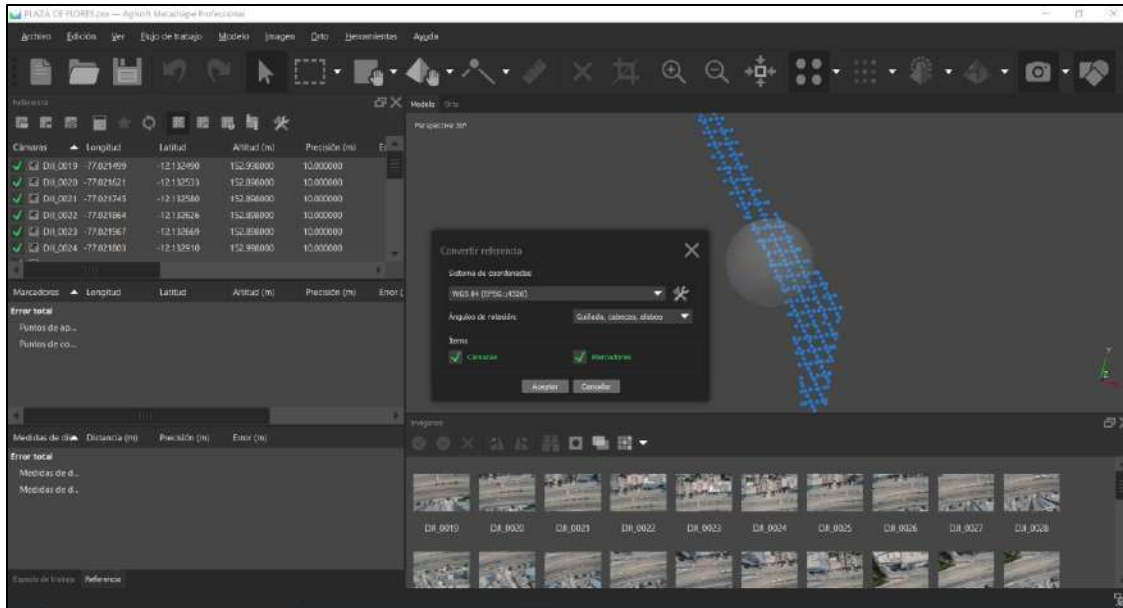 PLAZA DE FLORES.psx — Agisoft Metashape Professional
Archivo Edición Ver Flujo de trabajo Modelo Imagen Orto Herramientas Ayuda
Referencia
Modelo Orto
Perspectiva 30°
Cámaras Longitud Latitud Altitud (m) Precisión (m)
DJI_0019 -77.021499 -12.132490 152.998000 10.000000
DJI_0020 -77.021621 -12.132533 152.898000 10.000000
DJI_0021 -77.021745 -12.132580 152.898000 10.000000
DJI_0022 -77.021864 -12.132626 152.898000 10.000000
DJI_0023 -77.021967 -12.132669 152.898000 10.000000
DJI_0024 -77.021803 -12.132910 152.998000 10.000000
Marcadores Longitud Latitud Altitud (m) Precisión (m) Error (
Error total
Puntos de ap...
Puntos de co...
Convertir referencia
Sistema de coordenadas
WGS 84 (EPSG::4326)
Ángulos de rotación: Guiñada, cabeceo, alabeo
Ítems
Cámaras Marcadores
Aceptar Cancelar
Y
Z
Medidas de dis Distancia (m) Precisión (m) Error (m)
Error total
Medidas de d...
Medidas de d...
Imágenes
DJI_0019 DJI_0020 DJI_0021 DJI_0022 DJI_0023 DJI_0024 DJI_0025 DJI_0026 DJI_0027 DJI_0028
Espacio de trabajo Referencia